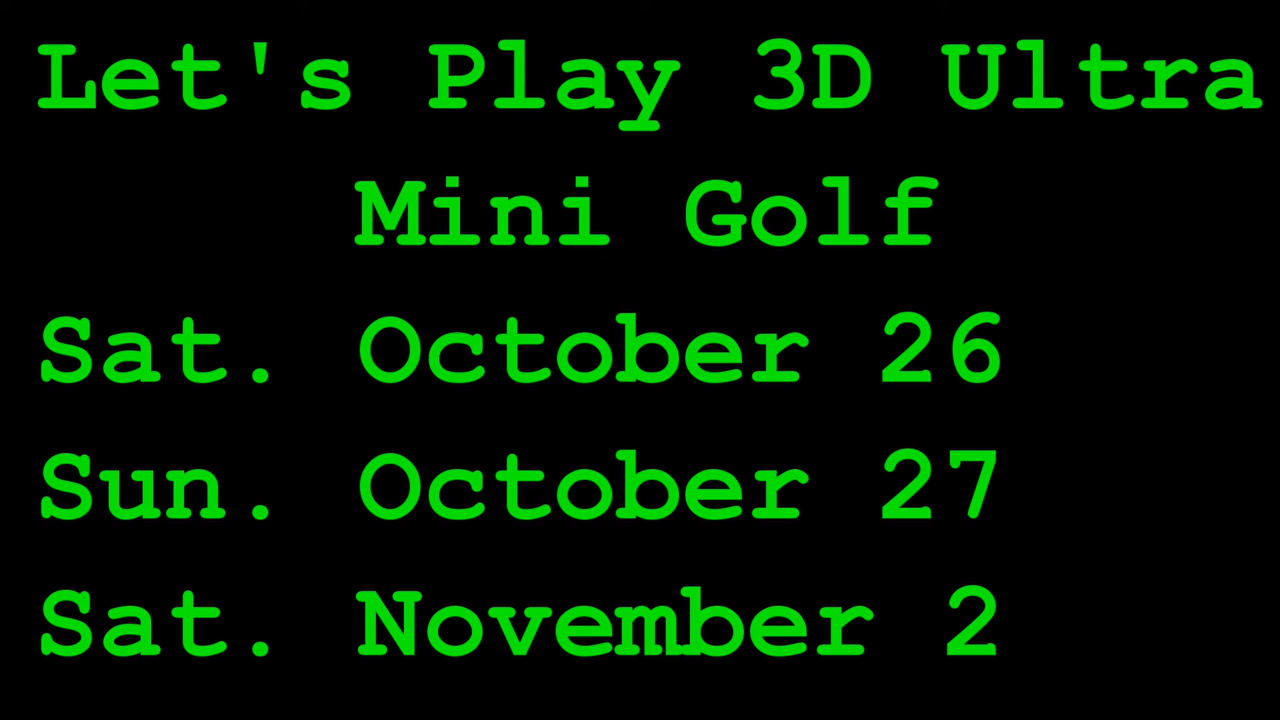 Let's Play 3D Ultra
Mini Golf
Sat. October 26
Sun. October 27
Sat. November 2